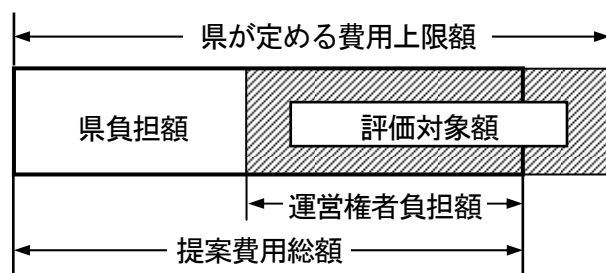 県が定める費用上限額
県負担額
評価対象額
運営権者負担額
提案費用総額